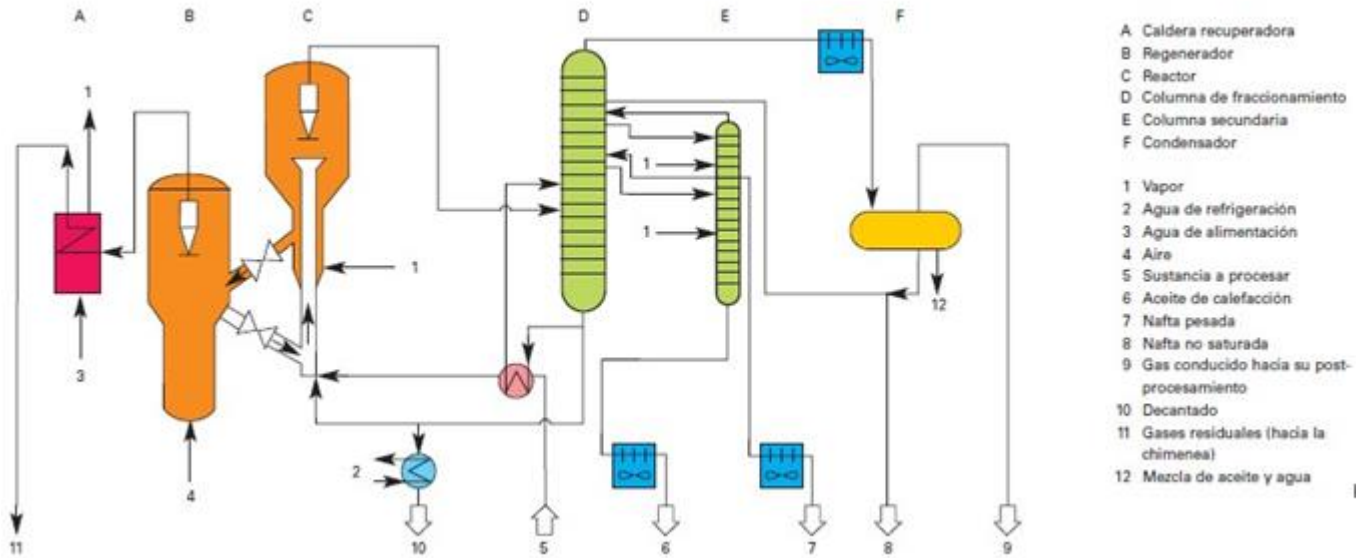 A B C D E F
1
1
1
1
2
3
4
12
11
10
5
6
7
8
9
A Caldera recuperadora
B Regenerador
C Reactor
D Columna de fraccionamiento
E Columna secundaria
F Condensador
1 Vapor
2 Agua de refrigeración
3 Agua de alimentación
4 Aire
5 Sustancia a procesar
6 Aceite de calefacción
7 Nafta pesada
8 Nafta no saturada
9 Gas conducido hacia su post-
procesamiento
10 Decantado
11 Gases residuales (hacia la
chimenea)
12 Mezcla de aceite y agua